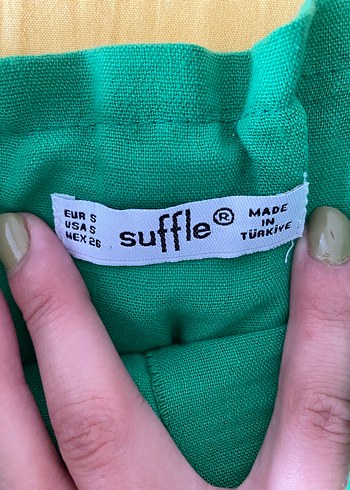 EUR S
USA S
MEX 26
suffle®
MADE
IN
TÜRKİYE